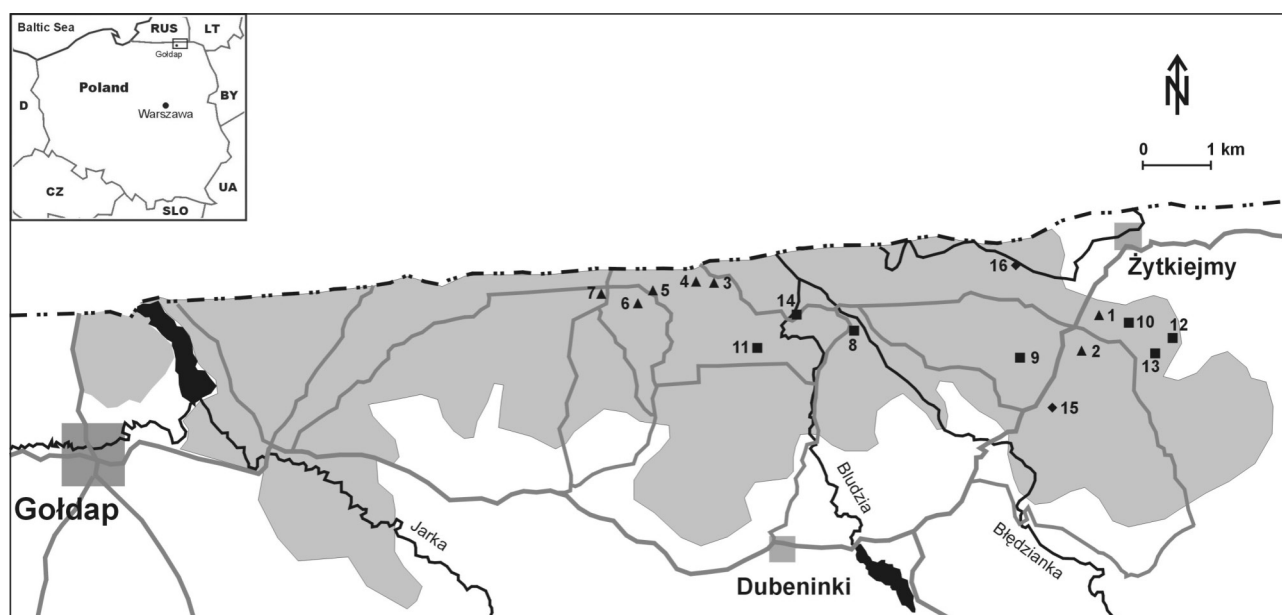 Baltic Sea
RUS
LT
Gołdap
Poland
D
BY
Warszawa
CZ
UA
SLO
N
0 1 km
16
Żytkiejmy
7
4
3
5
6
14
1
10
12
11
8
9
2
13
15
Gołdap
Jarka
Bludzia
Błędzianka
Dubeninki